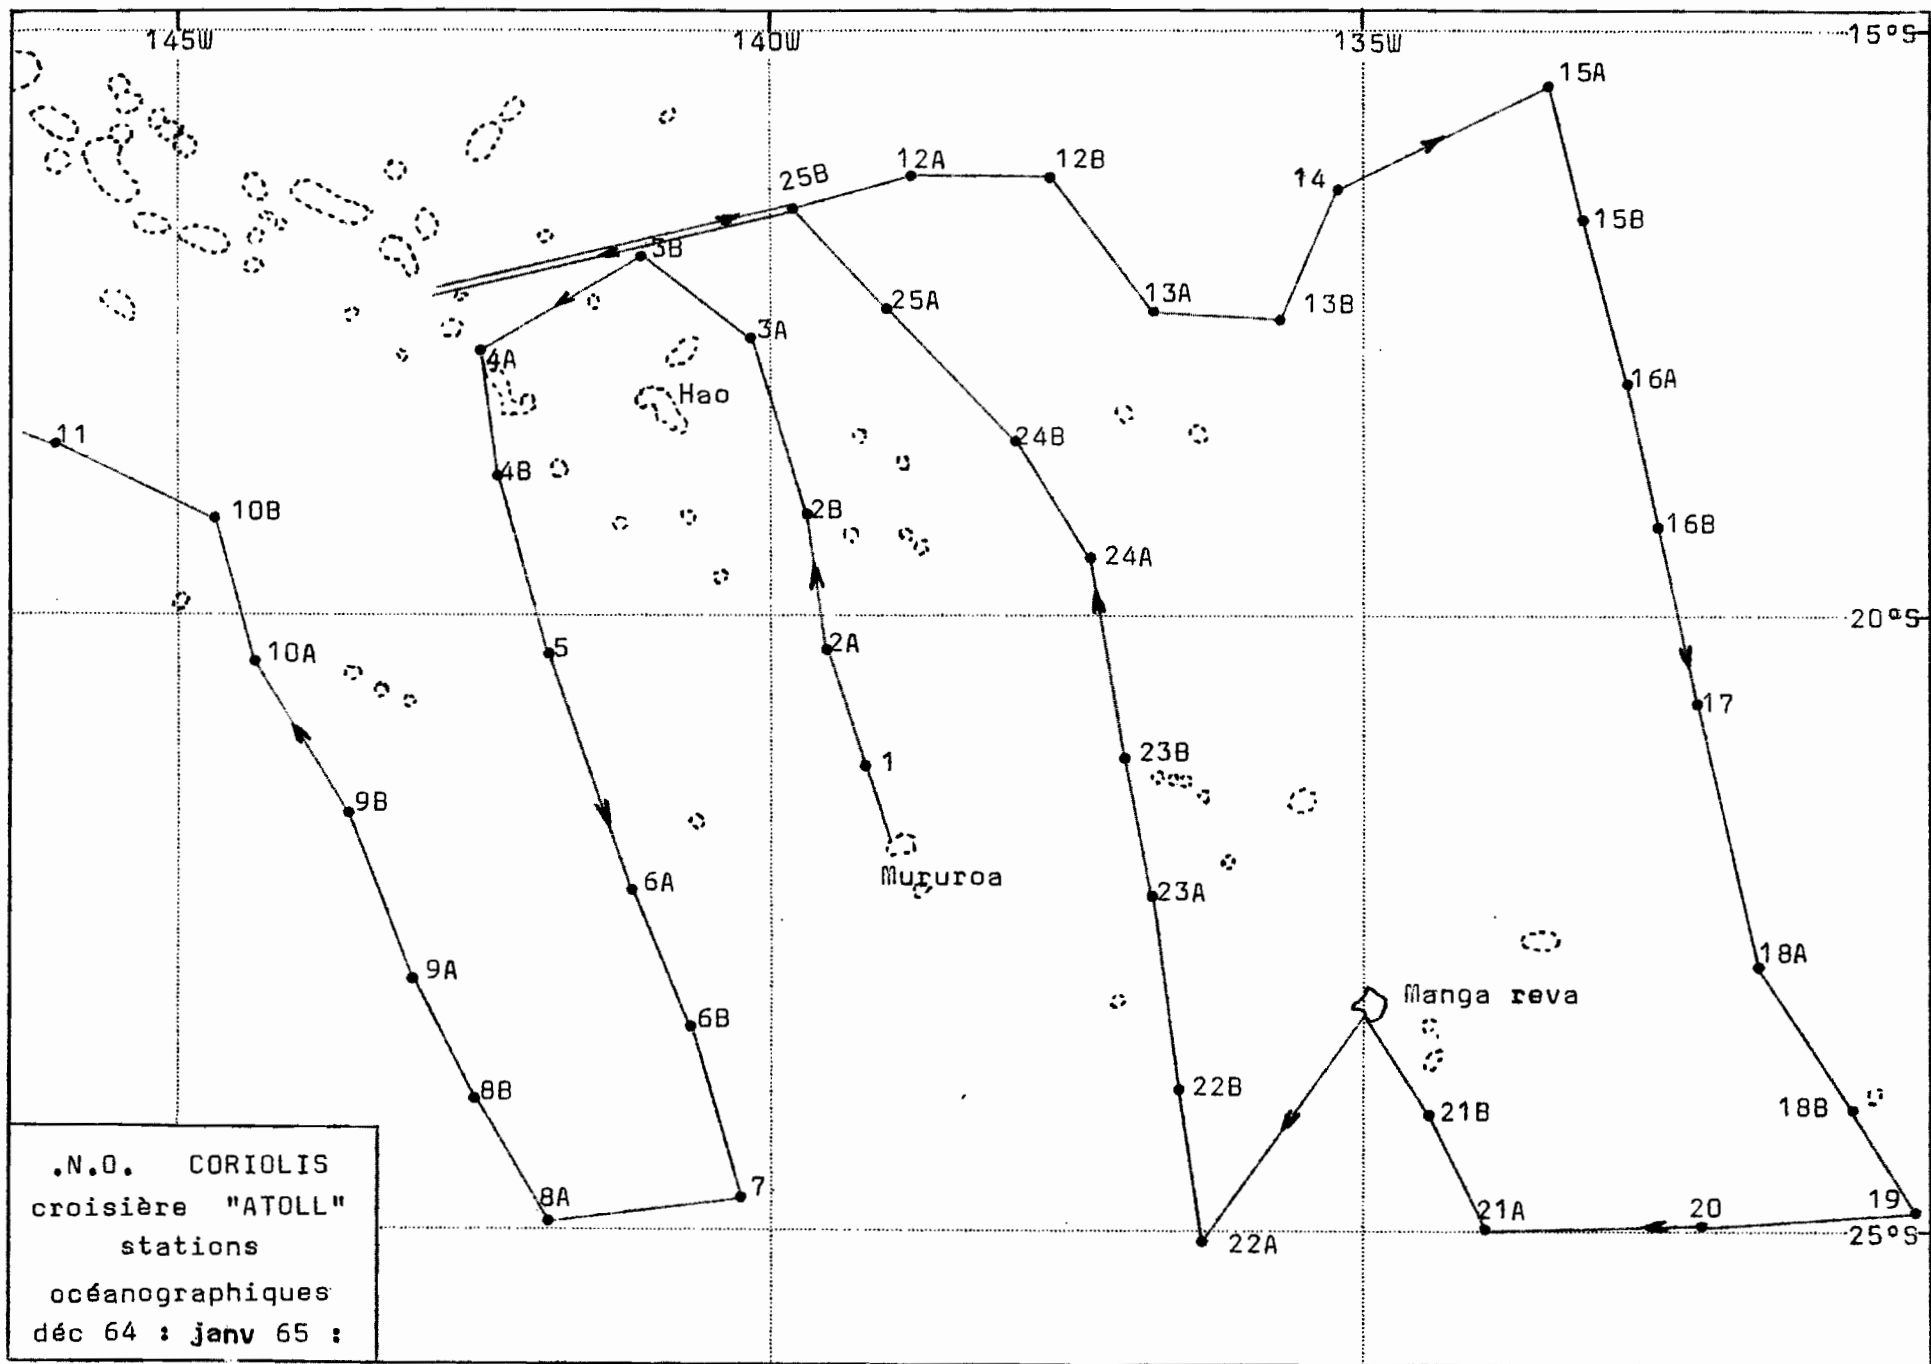 145W 140W 135W 15°S
15A
12A 12B
25B 14
15B
3B
25A 13A 13B
3A
4A 16A
Hao
11 24B
4B
10B 2B 16B
24A
20°S
10A 5 2A
17
1 23B
9B
Mururoa
6A 23A
9A 18A
Manga reva
6B
8B 22B 21B 18B
8A 7 21A 20 19
22A 25°S
.N.O. CORIOLIS
croisière "ATOLL"
stations
océanographiques
déc 64 : janv 65 :